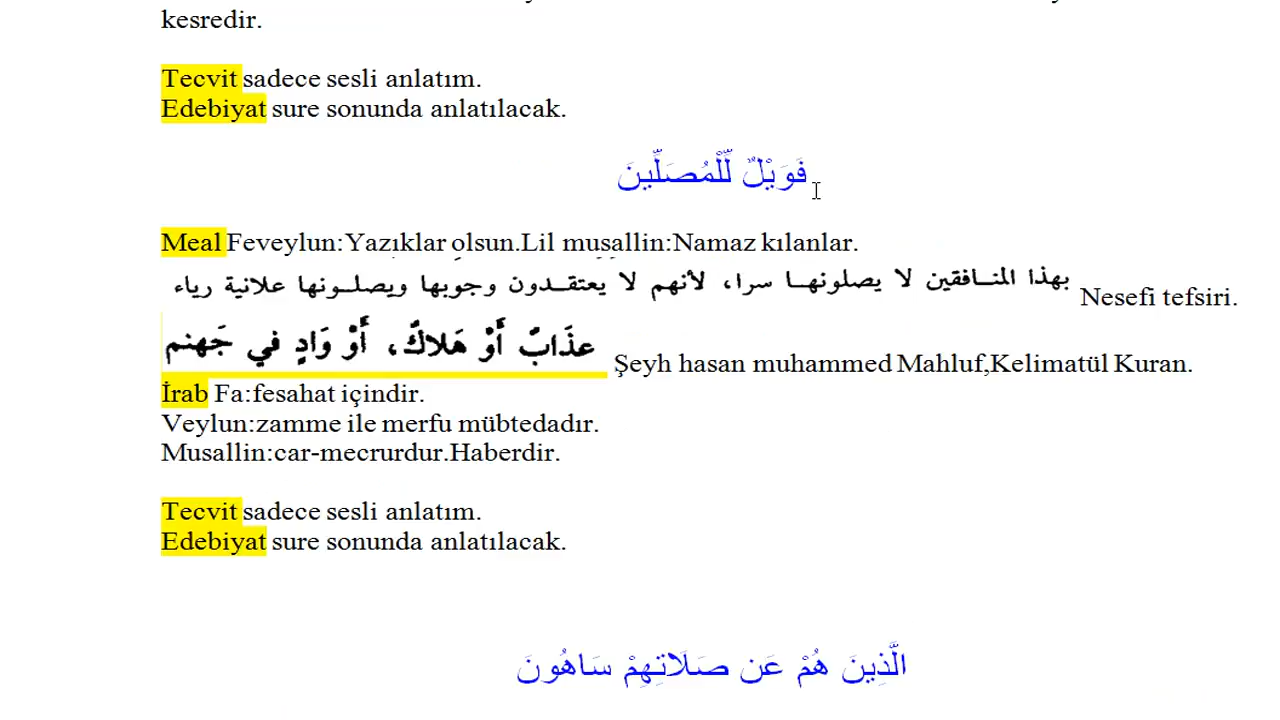 kesredir.
Tecvit sadece sesli anlatım.
Edebiyat sure sonunda anlatılacak.
فَوَيْلٌ لِّلْمُصَلِّينَ
Meal Feveylun:Yazıklar olsun.Lil musallin:Namaz kılanlar.
بهذا المنافقين لا يصلونها سرا، لأنهم لا يعتقدون وجوبها ويصلونها علانية رياء Nesefi tefsiri.
عذَابٌ أَوْ هَلاكٌ، أَوْ وَادٍ في جَهنم Şeyh hasan muhammed Mahluf,Kelimatül Kuran.
İrab Fa:fesahat içindir.
Veylun:zamme ile merfu mübtedadır.
Musallin:car-mecrurdur.Haberdir.
Tecvit sadece sesli anlatım.
Edebiyat sure sonunda anlatılacak.
الَّذِينَ هُمْ عَن صَلَاتِهِمْ سَاهُونَ